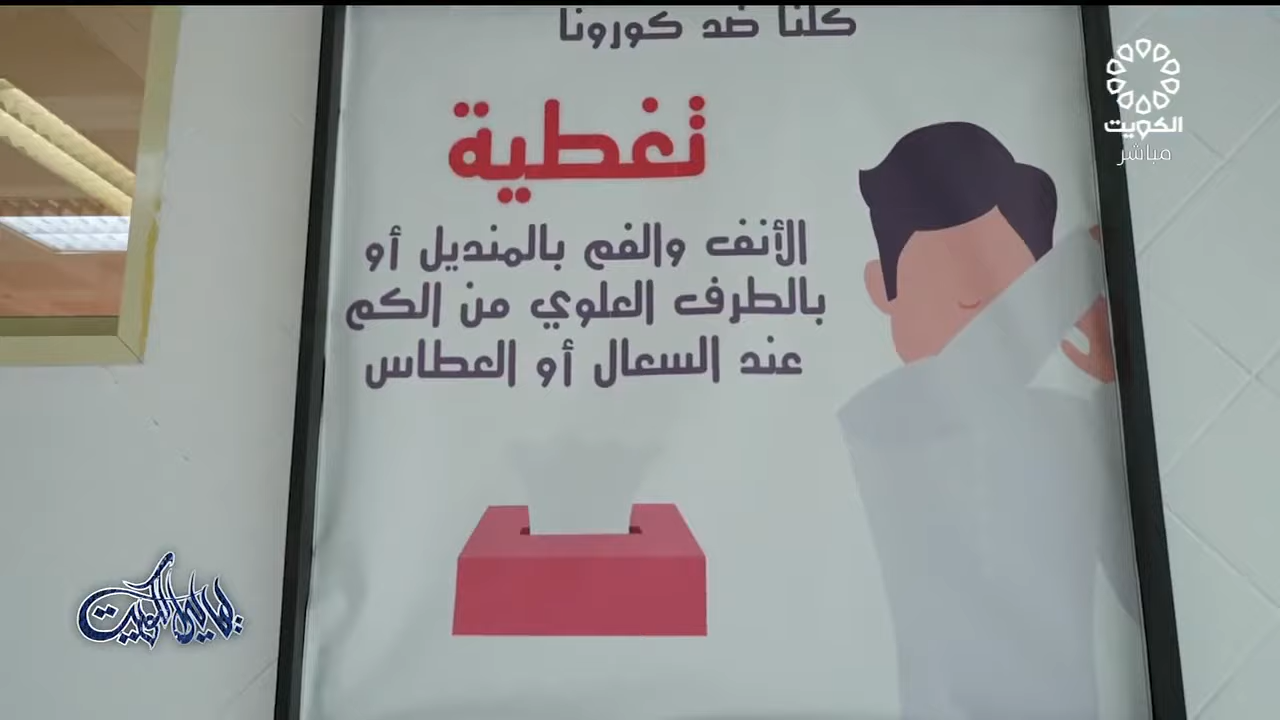 كلنا ضد كورونا
تغطية
الأنف والفم بالمنديل أو
بالطرف العلوي من الكم
عند السعال أو العطاس
الكويت
مباشر